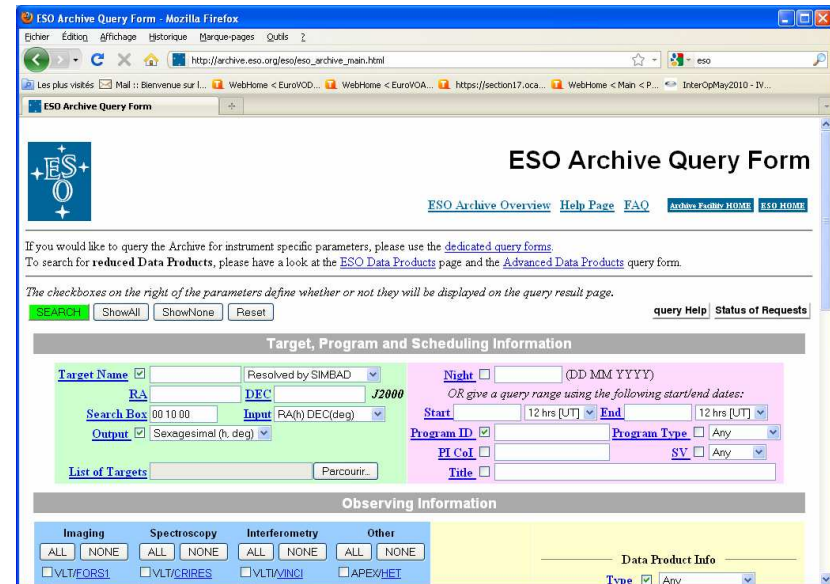 ESO Archive Query Form - Mozilla Firefox
Fichier Édition Affichage Historique Marque-pages Outils ?
http://archive.eso.org/eso/eso_archive_main.html eso
Les plus visités Mail :: Bienvenue sur l... WebHome < EuroVOD... WebHome < EuroVOA... https://section17.oca... WebHome < Main < P... InterOpMay2010 - IV...
ESO Archive Query Form
ESO
ESO Archive Query Form
ESO Archive Overview Help Page FAQ Archive Facility HOME ESO HOME
If you would like to query the Archive for instrument specific parameters, please use the dedicated query forms.
To search for reduced Data Products, please have a look at the ESO Data Products page and the Advanced Data Products query form.
The checkboxes on the right of the parameters define whether or not they will be displayed on the query result page.
SEARCH ShowAll ShowNone Reset query Help Status of Requests
Target, Program and Scheduling Information
Target Name Resolved by SIMBAD Night (DD MM YYYY)
RA DEC J2000 OR give a query range using the following start/end dates:
Search Box 00 10 00 Input RA(h) DEC(deg) Start 12 hrs [UT] End 12 hrs [UT]
Output Sexagesimal (h, deg) Program ID Program Type Any
PI CoI SV Any
List of Targets Parcourir... Title
Observing Information
Imaging Spectroscopy Interferometry Other
ALL NONE ALL NONE ALL NONE ALL NONE Data Product Info
VLT/FORS1 VLT/CRIRES VLTI/VINCI APEX/HET Type Any